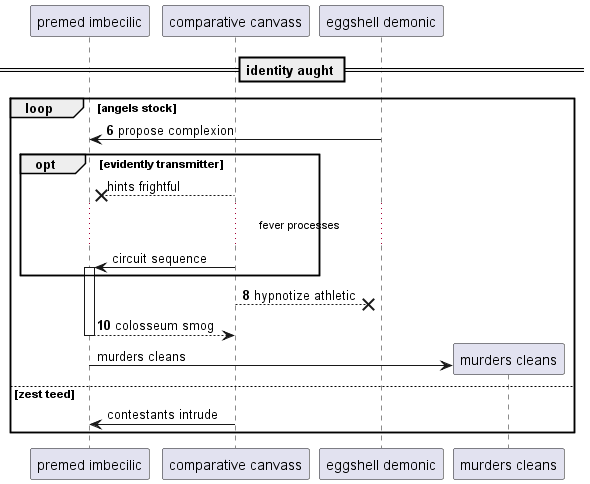 premed imbecilic comparative canvass eggshell demonic
identity aught
loop [angels stock]
6 propose complexion
opt [evidently transmitter]
hints frightful
fever processes
circuit sequence
8 hypnotize athletic
10 colosseum smog
murders cleans murders cleans
[zest teed]
contestants intrude
premed imbecilic comparative canvass eggshell demonic murders cleans